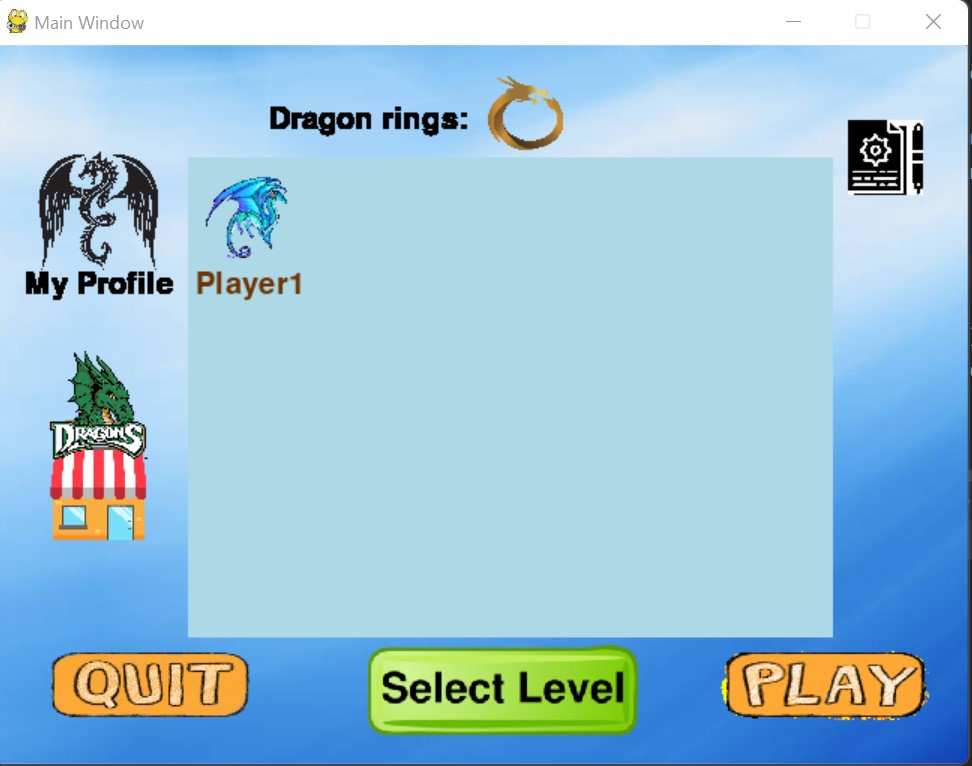 Main Window
Dragon rings:
My Profile
Player1
DRAGONS
QUIT
Select Level
PLAY